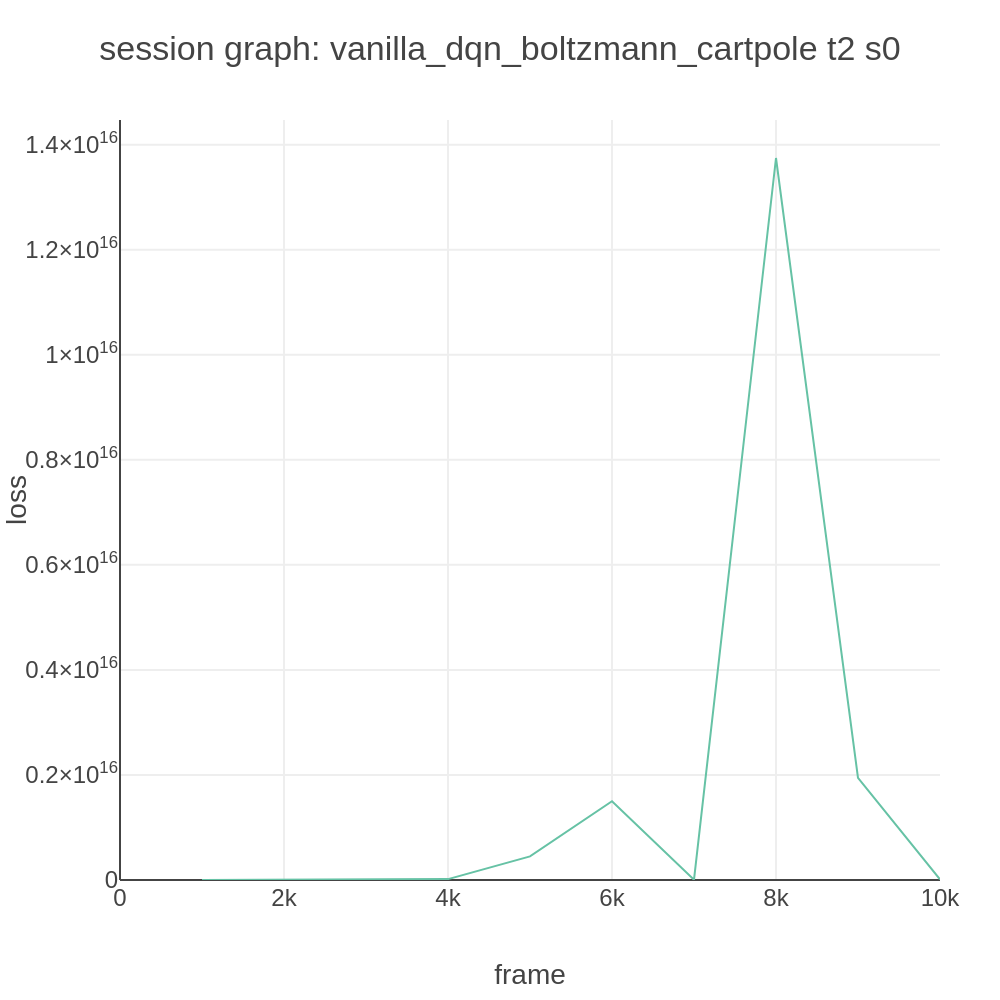 session graph: vanilla_dqn_boltzmann_cartpole t2 s0
1.4×10¹⁶
1.2×10¹⁶
1×10¹⁶
0.8×10¹⁶
0.6×10¹⁶
0.4×10¹⁶
0.2×10¹⁶
0
loss
0 2k 4k 6k 8k 10k
frame